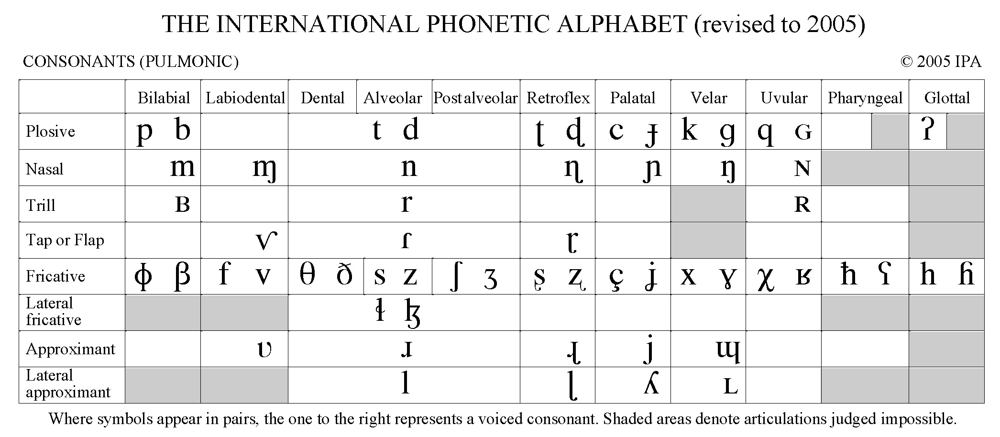 THE INTERNATIONAL PHONETIC ALPHABET (revised to 2005)
CONSONANTS (PULMONIC) © 2005 IPA
Bilabial Labiodental Dental Alveolar Postalveolar Retroflex Palatal Velar Uvular Pharyngeal Glottal
Plosive p b t d ʈ ɖ c ɟ k ɡ q ɢ ʔ
Nasal m ɱ n ɳ ɲ ŋ ɴ
Trill ʙ r ʀ
Tap or Flap ⱱ ɾ ɽ
Fricative ɸ β f v θ ð s z ʃ ʒ ʂ ʐ ç ʝ x ɣ χ ʁ ħ ʕ h ɦ
Lateral
fricative ɬ ɮ
Approximant ʋ ɹ ɻ j ɰ
Lateral
approximant l ɭ ʎ ʟ
Where symbols appear in pairs, the one to the right represents a voiced consonant. Shaded areas denote articulations judged impossible.